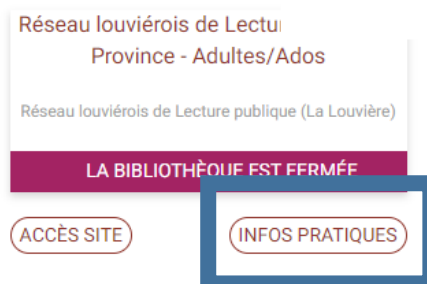 Réseau louviérois de Lectu
Province - Adultes/Ados
Réseau louviérois de Lecture publique (La Louvière)
LA BIBLIOTHÈQUE EST FERMÉE
ACCÈS SITE
INFOS PRATIQUES